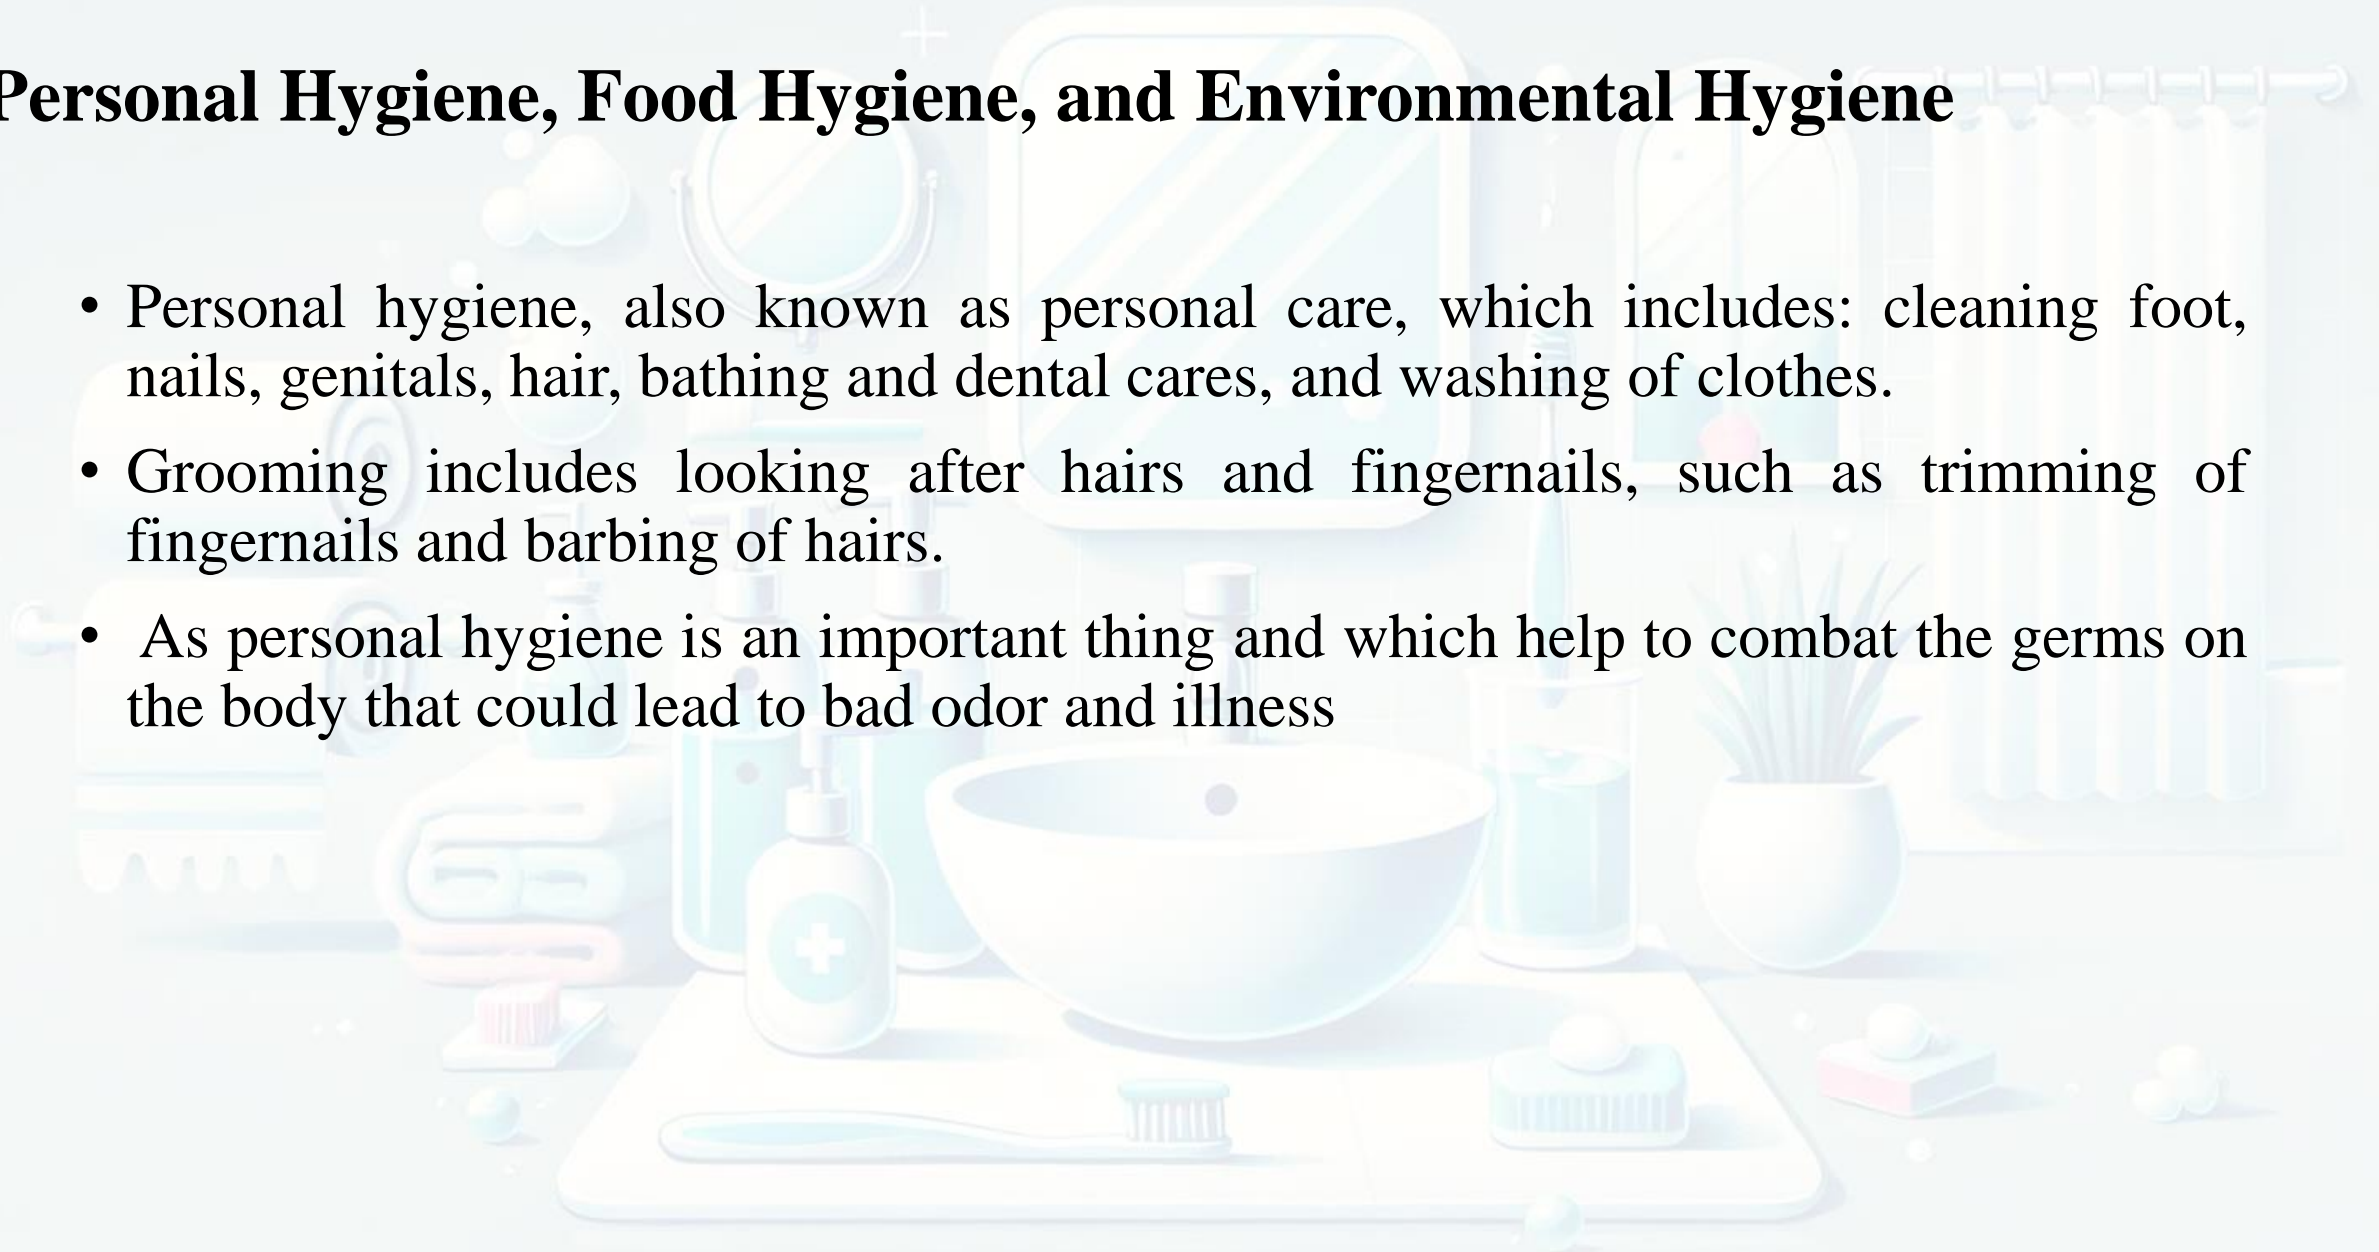 Personal Hygiene, Food Hygiene, and Environmental Hygiene
• Personal hygiene, also known as personal care, which includes: cleaning foot,
nails, genitals, hair, bathing and dental cares, and washing of clothes.
• Grooming includes looking after hairs and fingernails, such as trimming of
fingernails and barbing of hairs.
• As personal hygiene is an important thing and which help to combat the germs on
the body that could lead to bad odor and illness